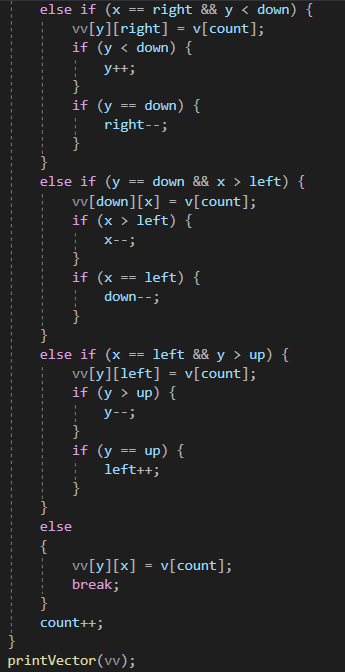 else if (x == right && y < down) {
vv[y][right] = v[count];
if (y < down) {
y++;
}
if (y == down) {
right--;
}
}
else if (y == down && x > left) {
vv[down][x] = v[count];
if (x > left) {
x--;
}
if (x == left) {
down--;
}
}
else if (x == left && y > up) {
vv[y][left] = v[count];
if (y > up) {
y--;
}
if (y == up) {
left++;
}
}
else
{
vv[y][x] = v[count];
break;
}
count++;
}
printVector(vv);